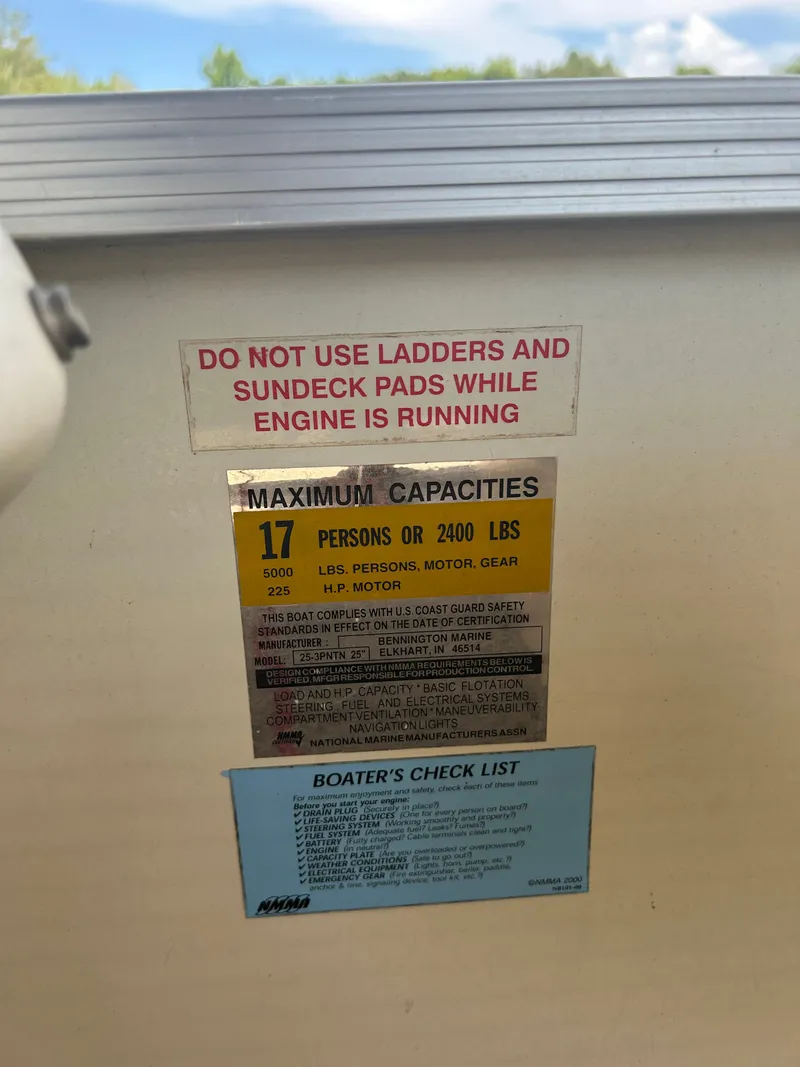 DO NOT USE LADDERS AND
SUNDECK PADS WHILE
ENGINE IS RUNNING
MAXIMUM CAPACITIES
17 PERSONS OR 2400 LBS
5000 LBS. PERSONS, MOTOR, GEAR
225 H.P. MOTOR
THIS BOAT COMPLIES WITH U.S. COAST GUARD SAFETY
STANDARDS IN EFFECT ON THE DATE OF CERTIFICATION
MANUFACTURER : BENNINGTON MARINE
MODEL: 25-3PNTN 25" ELKHART, IN 46514
DESIGN COMPLIANCE WITH NMMA REQUIREMENTS BELOW IS
VERIFIED. MFGR RESPONSIBLE FOR PRODUCTION CONTROL.
LOAD AND H.P. CAPACITY * BASIC FLOTATION
STEERING, FUEL AND ELECTRICAL SYSTEMS
COMPARTMENT VENTILATION * MANEUVERABILITY
NAVIGATION LIGHTS
NMMA
NATIONAL MARINE MANUFACTURERS ASSN
BOATER'S CHECK LIST
For maximum enjoyment and safety, check each of these items
Before you start your engine:
✓ DRAIN PLUG (Securely in place?)
✓ LIFE-SAVING DEVICES (One for every person on board?)
✓ STEERING SYSTEM (Working smoothly and properly?)
✓ FUEL SYSTEM (Adequate fuel? Leaks? Fumes?)
✓ BATTERY (Fully charged? Cable terminals clean and tight?)
✓ ENGINE (In neutral?)
✓ CAPACITY PLATE (Are you overloaded or overpowered?)
✓ WEATHER CONDITIONS (Safe to go out?)
✓ ELECTRICAL EQUIPMENT (Lights, horn, pump, etc.?)
✓ EMERGENCY GEAR (Fire extinguisher, bailer, paddle,
anchor & line, signaling device, tool kit, etc.?)
NMMA
©NMMA 2000